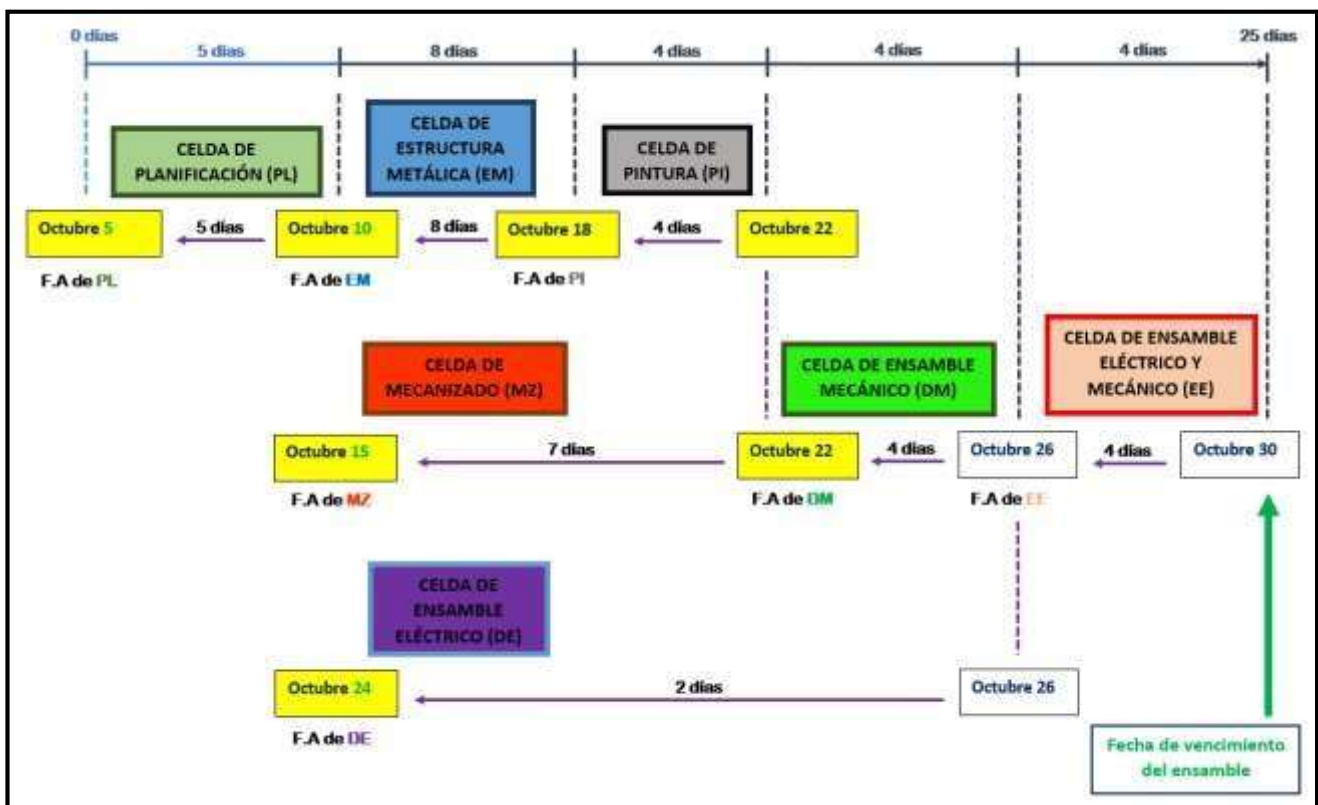 0 días
25 días
5 días
8 días
4 días
4 días
4 días
CELDA DE
PLANIFICACIÓN (PL)
CELDA DE
ESTRUCTURA
METÁLICA (EM)
CELDA DE
PINTURA (PI)
Octubre 5
5 días
Octubre 10
8 días
Octubre 18
4 días
Octubre 22
F.A de PL
F.A de EM
F.A de PI
CELDA DE
MECANIZADO (MZ)
CELDA DE ENSAMBLE
MECÁNICO (DM)
CELDA DE ENSAMBLE
ELÉCTRICO Y
MECÁNICO (EE)
Octubre 15
7 días
Octubre 22
4 días
Octubre 26
4 días
Octubre 30
F.A de MZ
F.A de DM
F.A de EE
CELDA DE
ENSAMBLE
ELÉCTRICO (DE)
Octubre 24
2 días
Octubre 26
F.A de DE
Fecha de vencimiento
del ensamble